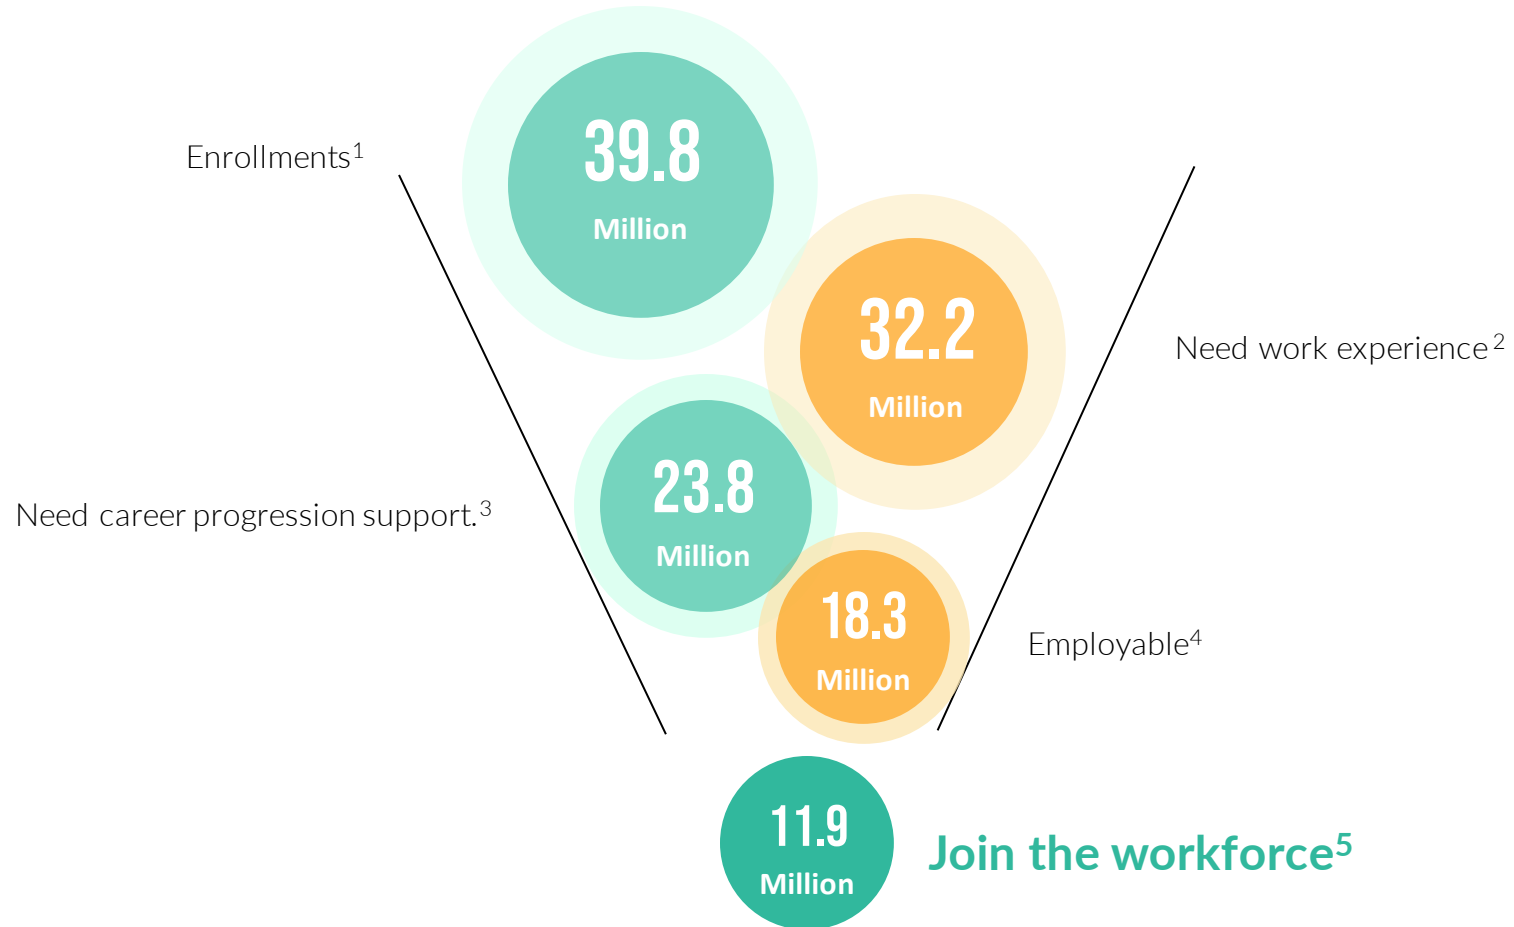 39.8
Million
Enrollments¹
32.2
Million
Need work experience²
23.8
Million
Need career progression support.³
18.3
Million
Employable⁴
11.9
Million
Join the workforce⁵